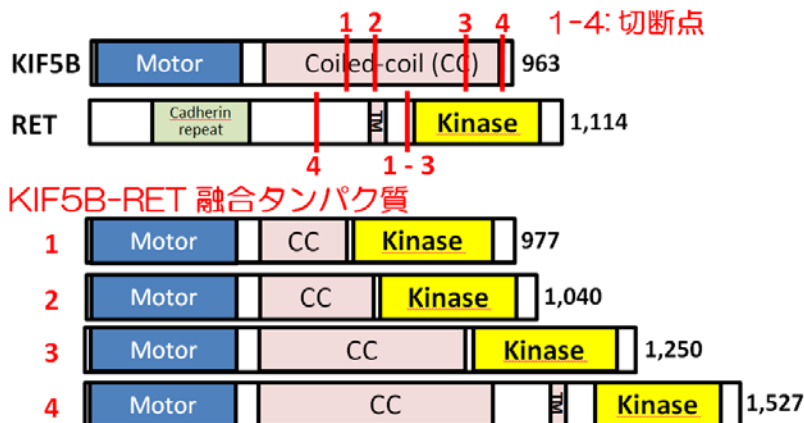 1 2 3 4 1-4: 切断点
KIF5B Motor Coiled-coil (CC) 963
RET Cadherin repeat TM Kinase 1,114
4 1 - 3
KIF5B-RET 融合タンパク質
1 Motor CC Kinase 977
2 Motor CC Kinase 1,040
3 Motor CC Kinase 1,250
4 Motor CC TM Kinase 1,527